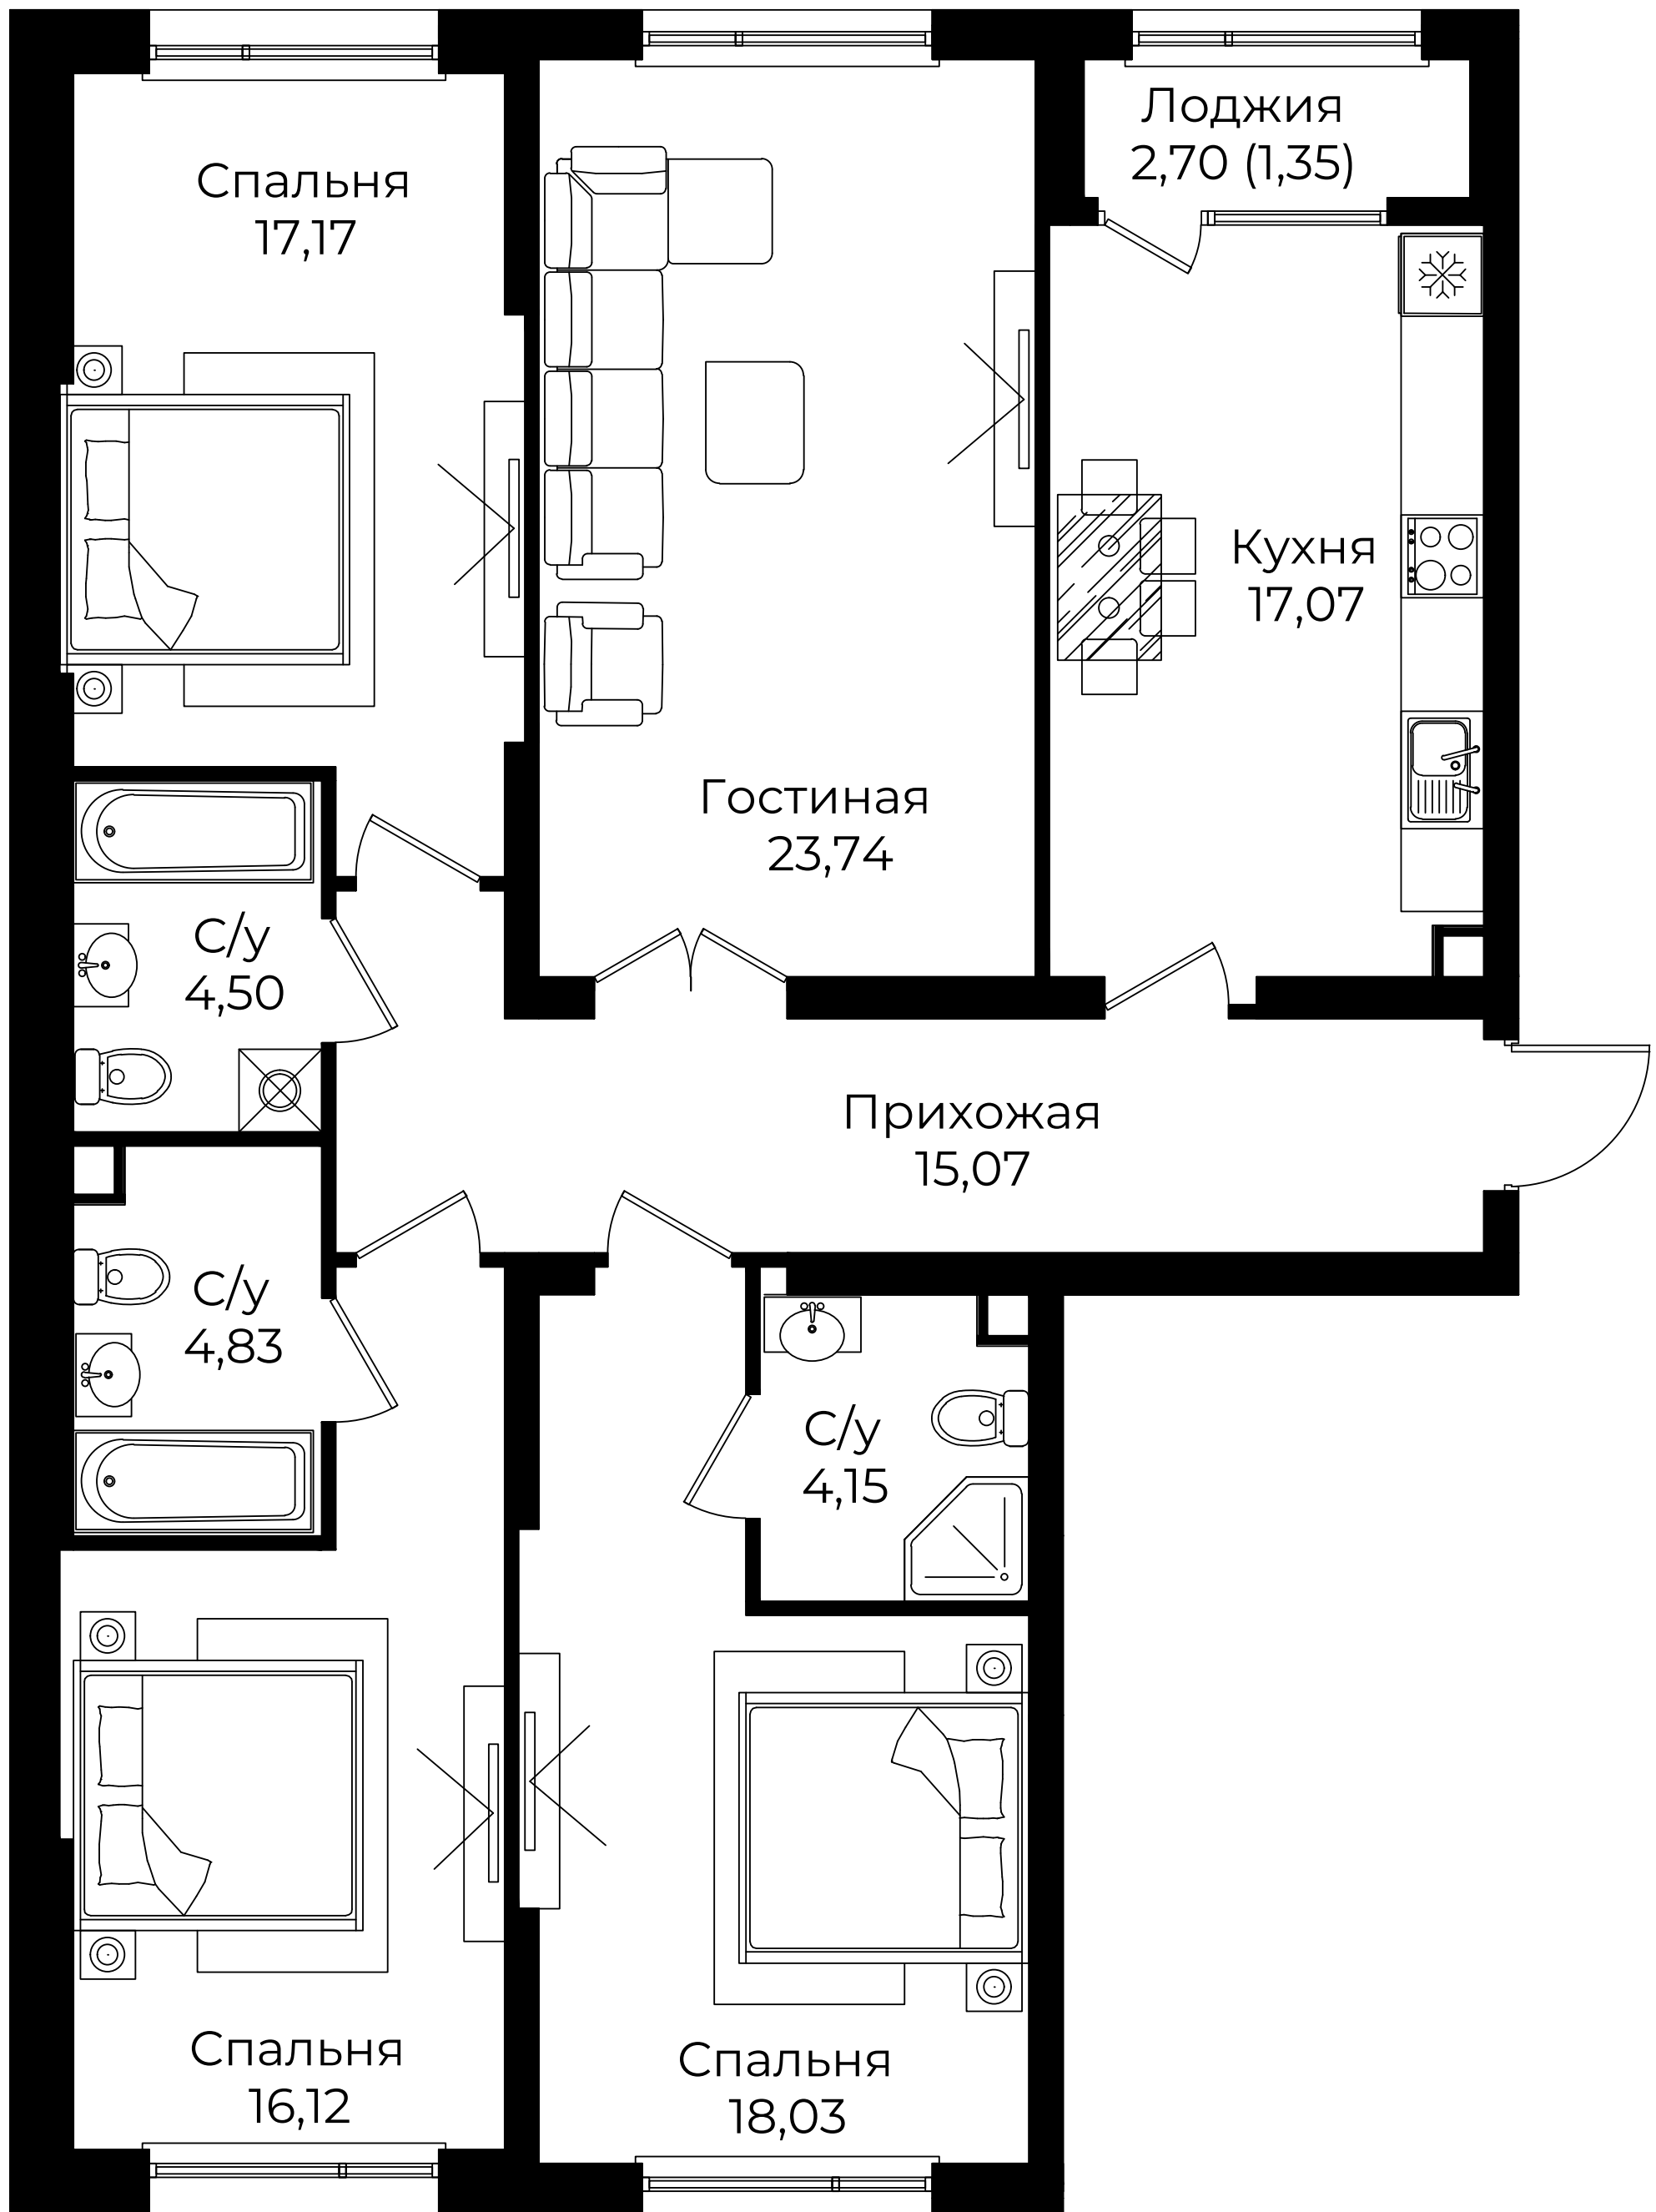 Лоджия
2,70 (1,35)
Спальня
17,17
Кухня
17,07
Гостиная
23,74
С/у
4,50
Прихожая
15,07
С/у
4,83
С/у
4,15
Спальня
16,12
Спальня
18,03